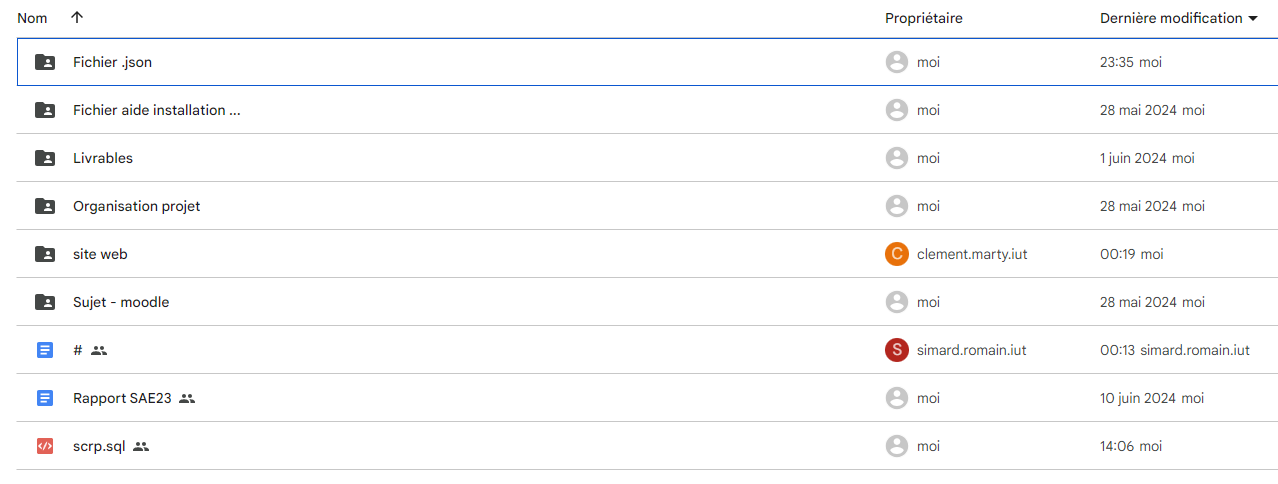 Nom Propriétaire Dernière modification
Fichier .json moi 23:35 moi
Fichier aide installation ... moi 28 mai 2024 moi
Livrables moi 1 juin 2024 moi
Organisation projet moi 28 mai 2024 moi
site web C clement.marty.iut 00:19 moi
Sujet - moodle moi 28 mai 2024 moi
# S simard.romain.iut 00:13 simard.romain.iut
Rapport SAE23 moi 10 juin 2024 moi
scrp.sql moi 14:06 moi